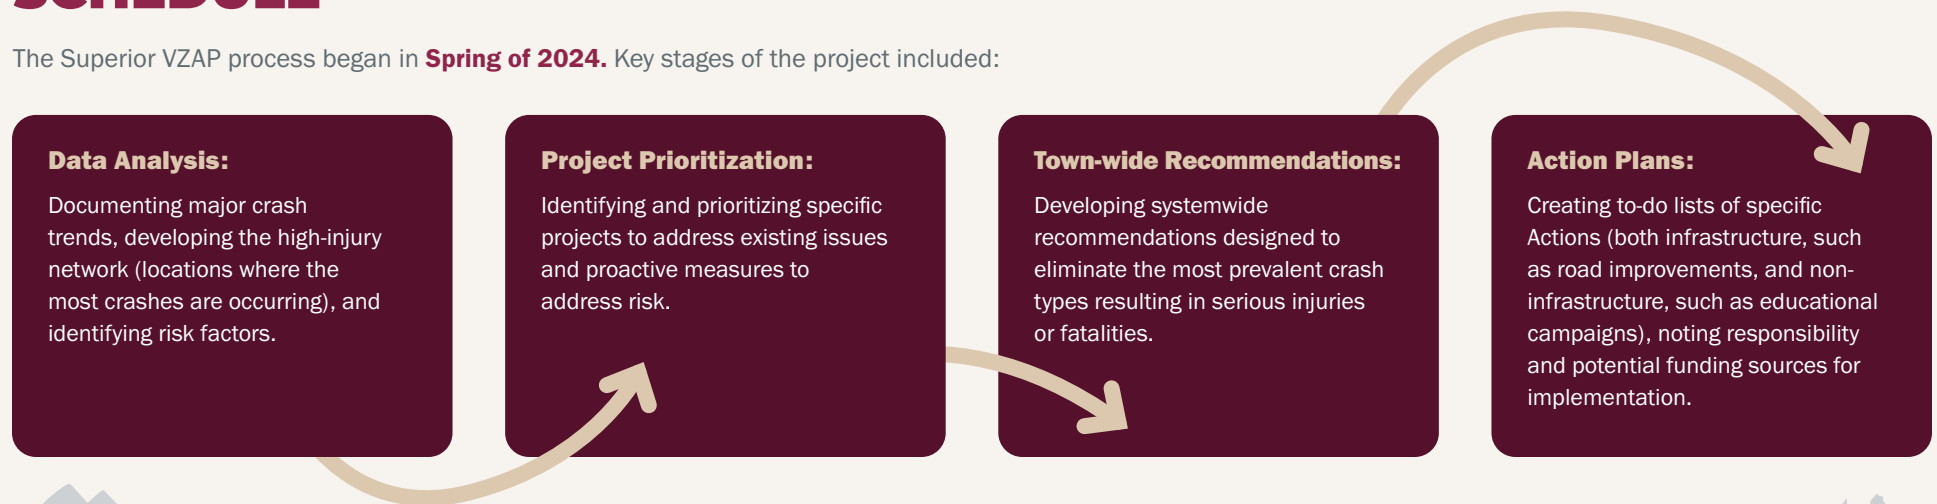 SCHEDULE
The Superior VZAP process began in Spring of 2024. Key stages of the project included:
Data Analysis:
Documenting major crash
trends, developing the high-injury
network (locations where the
most crashes are occurring), and
identifying risk factors.
Project Prioritization:
Identifying and prioritizing specific
projects to address existing issues
and proactive measures to
address risk.
Town-wide Recommendations:
Developing systemwide
recommendations designed to
eliminate the most prevalent crash
types resulting in serious injuries
or fatalities.
Action Plans:
Creating to-do lists of specific
Actions (both infrastructure, such
as road improvements, and non-
infrastructure, such as educational
campaigns), noting responsibility
and potential funding sources for
implementation.